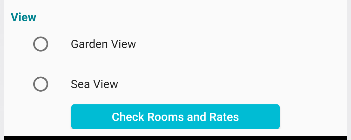 View
Garden View
Sea View
Check Rooms and Rates